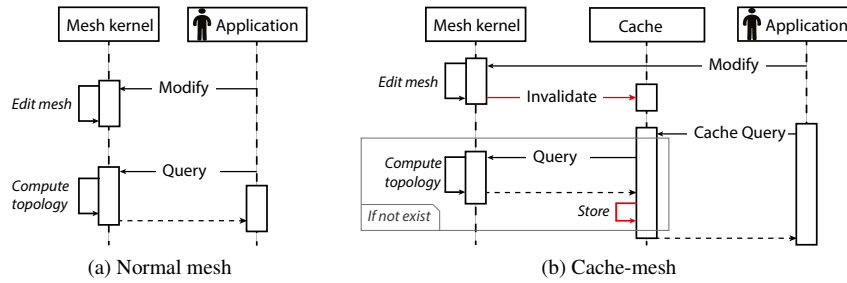 Mesh kernel
Application
Modify
Edit mesh
Query
Compute
topology
(a) Normal mesh
Mesh kernel
Cache
Application
Modify
Edit mesh
Invalidate
Cache Query
Query
Compute
topology
Store
If not exist
(b) Cache-mesh